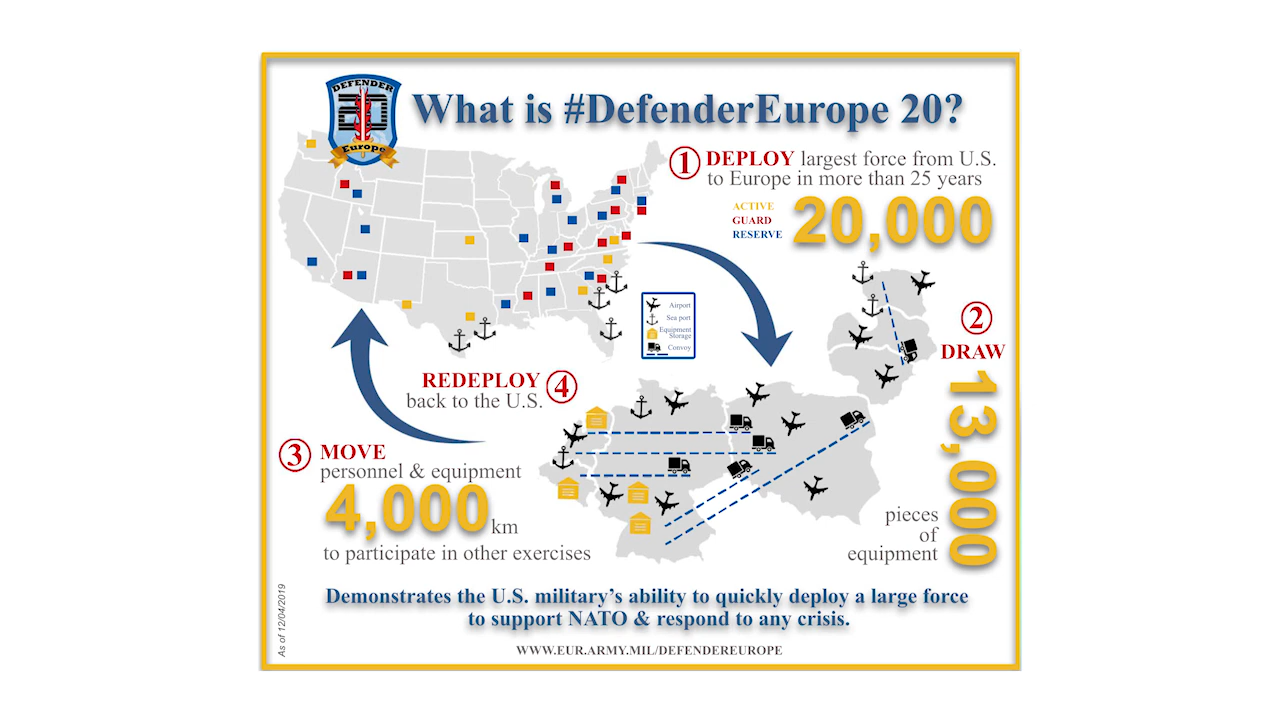 DEFENDER
20
Europe
What is #DefenderEurope 20?
① DEPLOY largest force from U.S.
to Europe in more than 25 years
ACTIVE
GUARD
RESERVE
20,000
Airport
Sea port
Equipment
Storage
Convoy
②
DRAW
13,000
pieces
of
equipment
REDEPLOY ④
back to the U.S.
③ MOVE
personnel & equipment
4,000 km
to participate in other exercises
Demonstrates the U.S. military’s ability to quickly deploy a large force
to support NATO & respond to any crisis.
WWW.EUR.ARMY.MIL/DEFENDEREUROPE
As of 12/04/2019